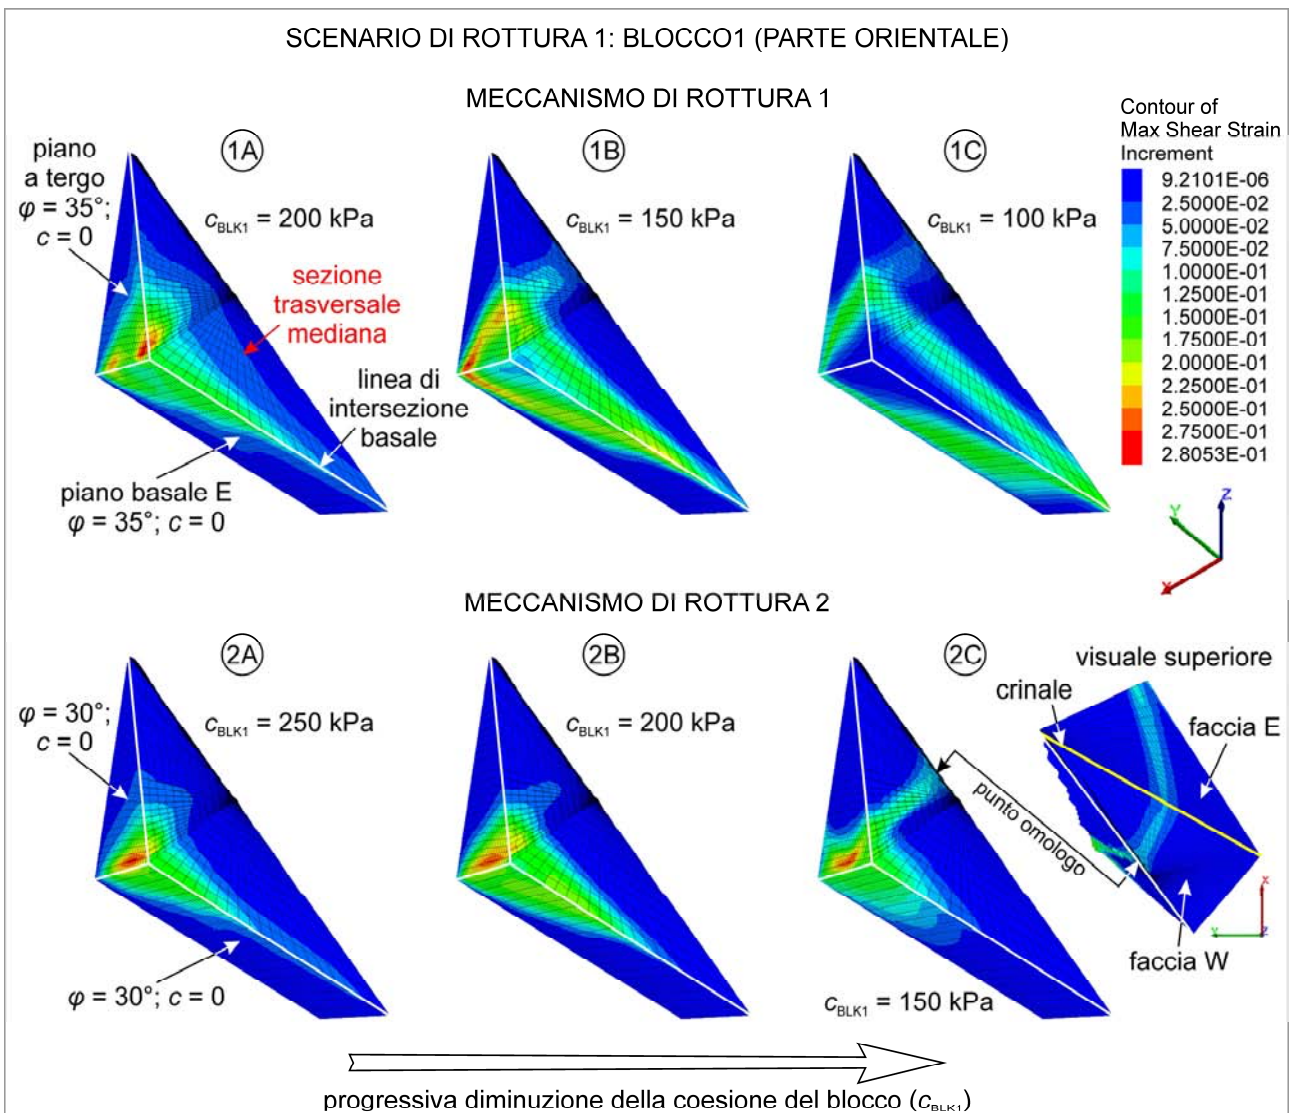 SCENARIO DI ROTTURA 1: BLOCCO1 (PARTE ORIENTALE)
MECCANISMO DI ROTTURA 1
Contour of
Max Shear Strain
Increment
9.2101E-06
2.5000E-02
5.0000E-02
7.5000E-02
1.0000E-01
1.2500E-01
1.5000E-01
1.7500E-01
2.0000E-01
2.2500E-01
2.5000E-01
2.7500E-01
2.8053E-01
1A
piano
a tergo
φ = 35°;
c = 0
cBLK1 = 200 kPa
sezione
trasversale
mediana
linea di
intersezione
basale
piano basale E
φ = 35°; c = 0
1B
cBLK1 = 150 kPa
1C
cBLK1 = 100 kPa
Z
Y
X
MECCANISMO DI ROTTURA 2
2A
φ = 30°;
c = 0
cBLK1 = 250 kPa
φ = 30°; c = 0
2B
cBLK1 = 200 kPa
2C
visuale superiore
crinale
faccia E
punto omologo
faccia W
X
Y
Z
cBLK1 = 150 kPa
progressiva diminuzione della coesione del blocco (cBLK1)